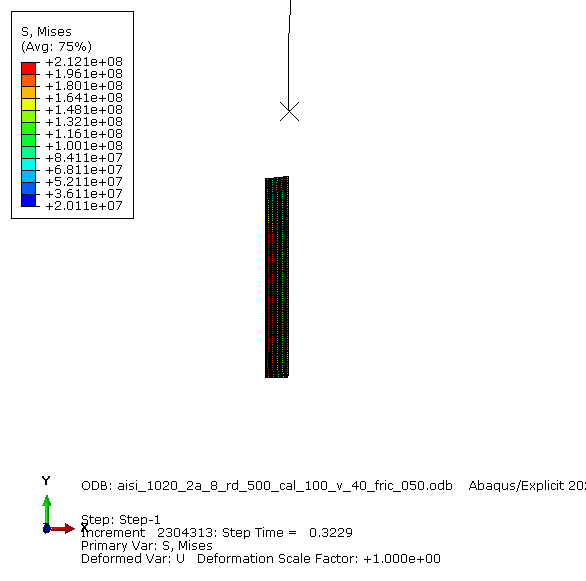 S, Mises
(Avg: 75%)
+2.121e+08
+1.961e+08
+1.801e+08
+1.641e+08
+1.481e+08
+1.321e+08
+1.161e+08
+1.001e+08
+8.411e+07
+6.811e+07
+5.211e+07
+3.611e+07
+2.011e+07
Y
X
ODB: aisi_1020_2a_8_rd_500_cal_100_v_40_fric_050.odb Abaqus/Explicit
Step: Step-1
Increment 2304313: Step Time = 0.3229
Primary Var: S, Mises
Deformed Var: U Deformation Scale Factor: +1.000e+00